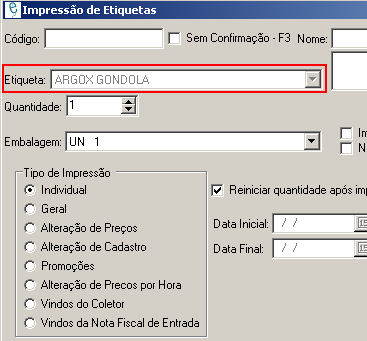 Impressão de Etiquetas
Código: Sem Confirmação - F3 Nome:
Etiqueta: ARGOX GONDOLA
Quantidade: 1
Embalagem: UN 1
Im
N
Tipo de Impressão
Individual
Geral
Alteração de Preços
Alteração de Cadastro
Promoções
Alteração de Precos por Hora
Vindos do Coletor
Vindos da Nota Fiscal de Entrada
Reiniciar quantidade após imp
Data Inicial: / / 15
Data Final: / / 15